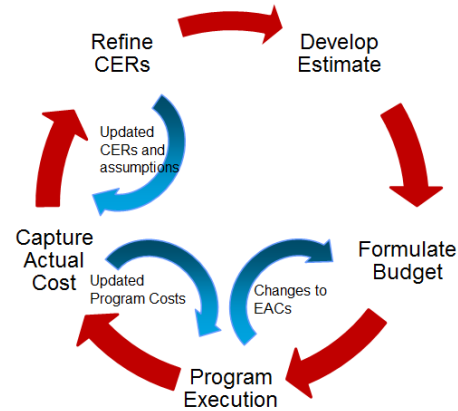 Refine
CERs
Develop
Estimate
Updated
CERs and
assumptions
Capture
Actual
Cost
Updated
Program Costs
Changes to
EACs
Formulate
Budget
Program
Execution